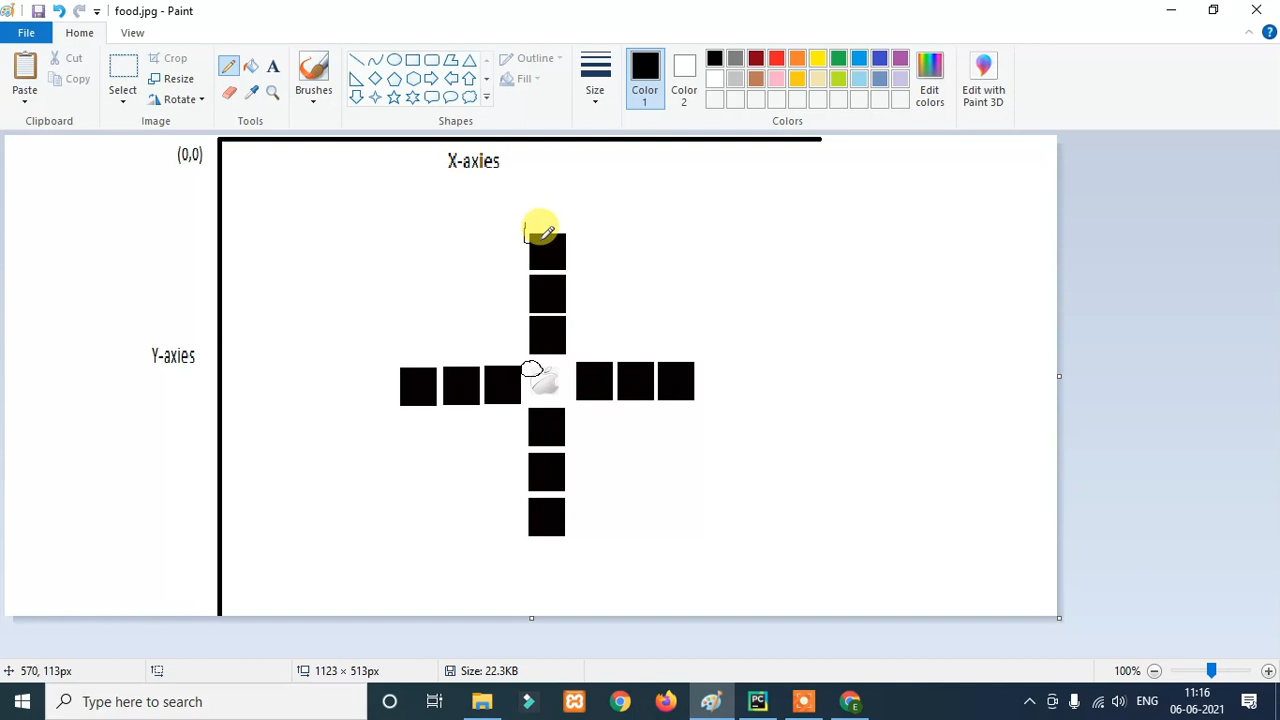 food.jpg - Paint
File
Home
View
Paste
Cut
Copy
Clipboard
Select
Crop
Resize
Rotate
Image
Tools
Brushes
Outline
Fill
Shapes
Size
Color 1
Color 2
Edit colors
Colors
Edit with Paint 3D
(0,0)
X-axies
Y-axies
570, 113px
1123 × 513px
Size: 22.3KB
100%
Type here to search
ENG
11:16
06-06-2021